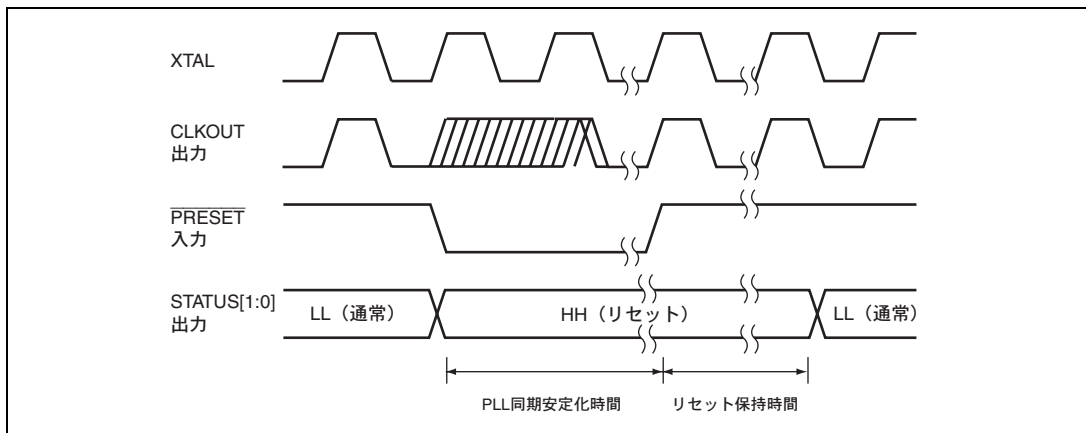 XTAL
CLKOUT
出力
PRESET
入力
STATUS[1:0]
出力
LL（通常）
HH（リセット）
LL（通常）
PLL同期安定化時間
リセット保持時間